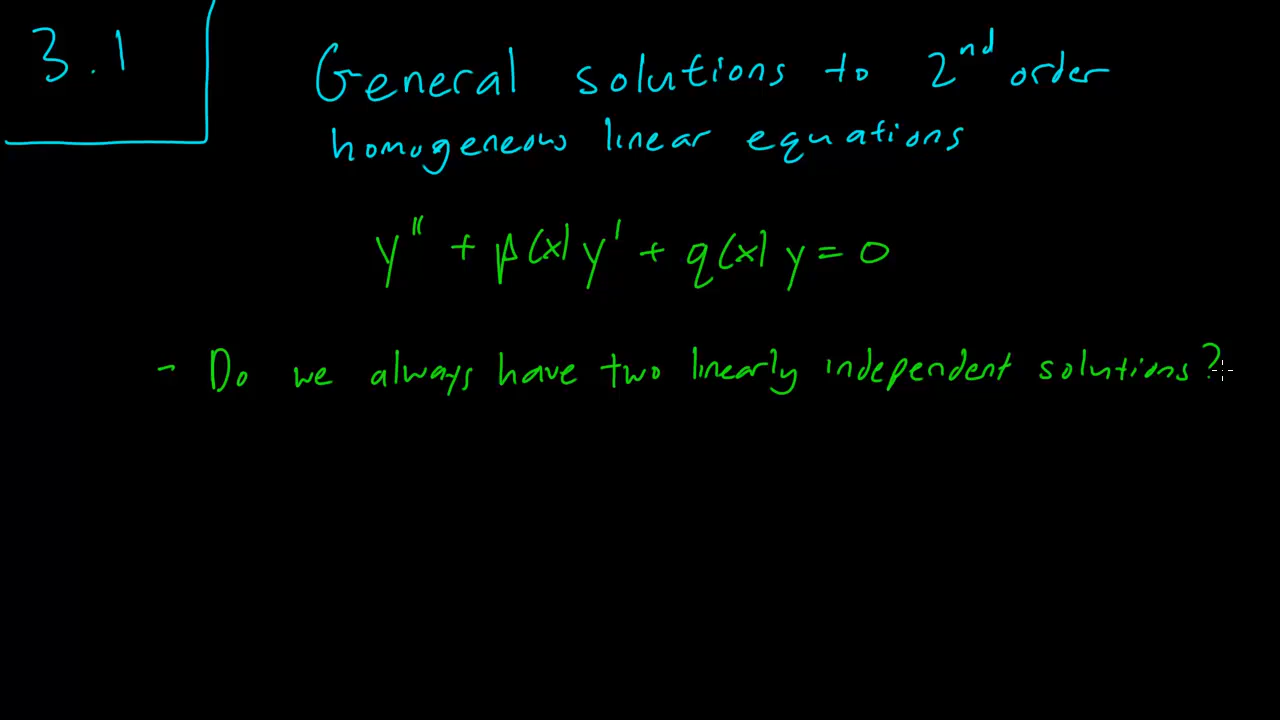 3.1
General solutions to 2nd order
homogeneous linear equations
y'' + p(x) y' + q(x) y = 0
- Do we always have two linearly independent solutions?